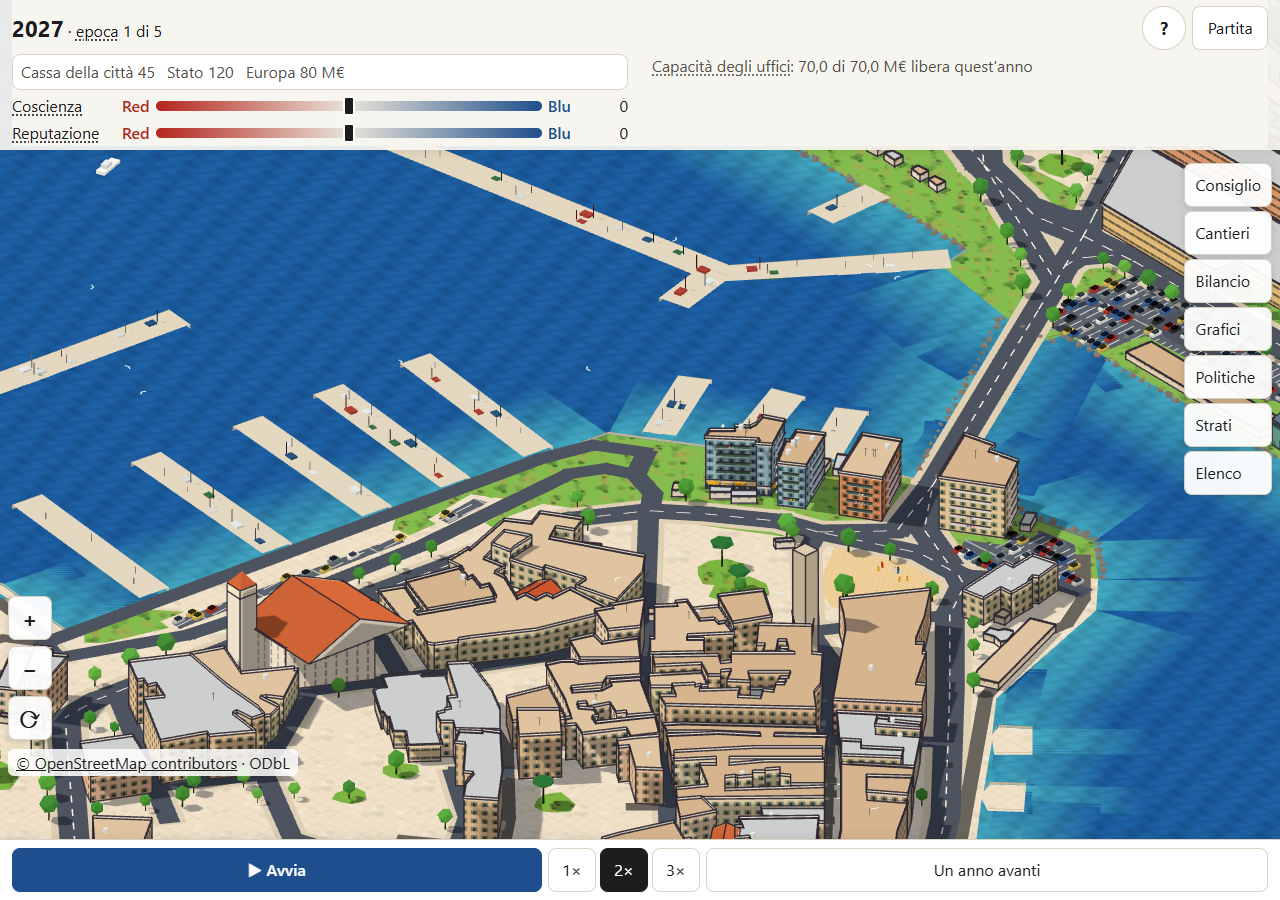 2027 · epoca 1 di 5
? Partita
Cassa della città 45 Stato 120 Europa 80 M€
Capacità degli uffici: 70,0 di 70,0 M€ libera quest'anno
Coscienza Red Blu 0
Reputazione Red Blu 0
Consiglio
Cantieri
Bilancio
Grafici
Politiche
Strati
Elenco
+
−
© OpenStreetMap contributors · ODbL
▶ Avvia 1× 2× 3× Un anno avanti